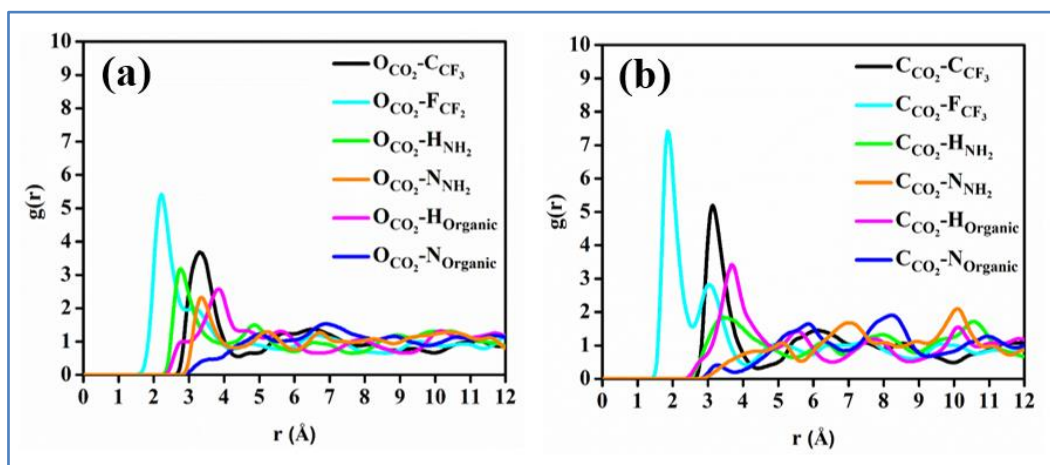 (a)
O_CO2-C_CF3
O_CO2-F_CF2
O_CO2-H_NH2
O_CO2-N_NH2
O_CO2-H_Organic
O_CO2-N_Organic
g(r)
10
9
8
7
6
5
4
3
2
1
0
0 1 2 3 4 5 6 7 8 9 10 11 12
r (Å)
(b)
C_CO2-C_CF3
C_CO2-F_CF3
C_CO2-H_NH2
C_CO2-N_NH2
C_CO2-H_Organic
C_CO2-N_Organic
g(r)
10
9
8
7
6
5
4
3
2
1
0
0 1 2 3 4 5 6 7 8 9 10 11 12
r (Å)